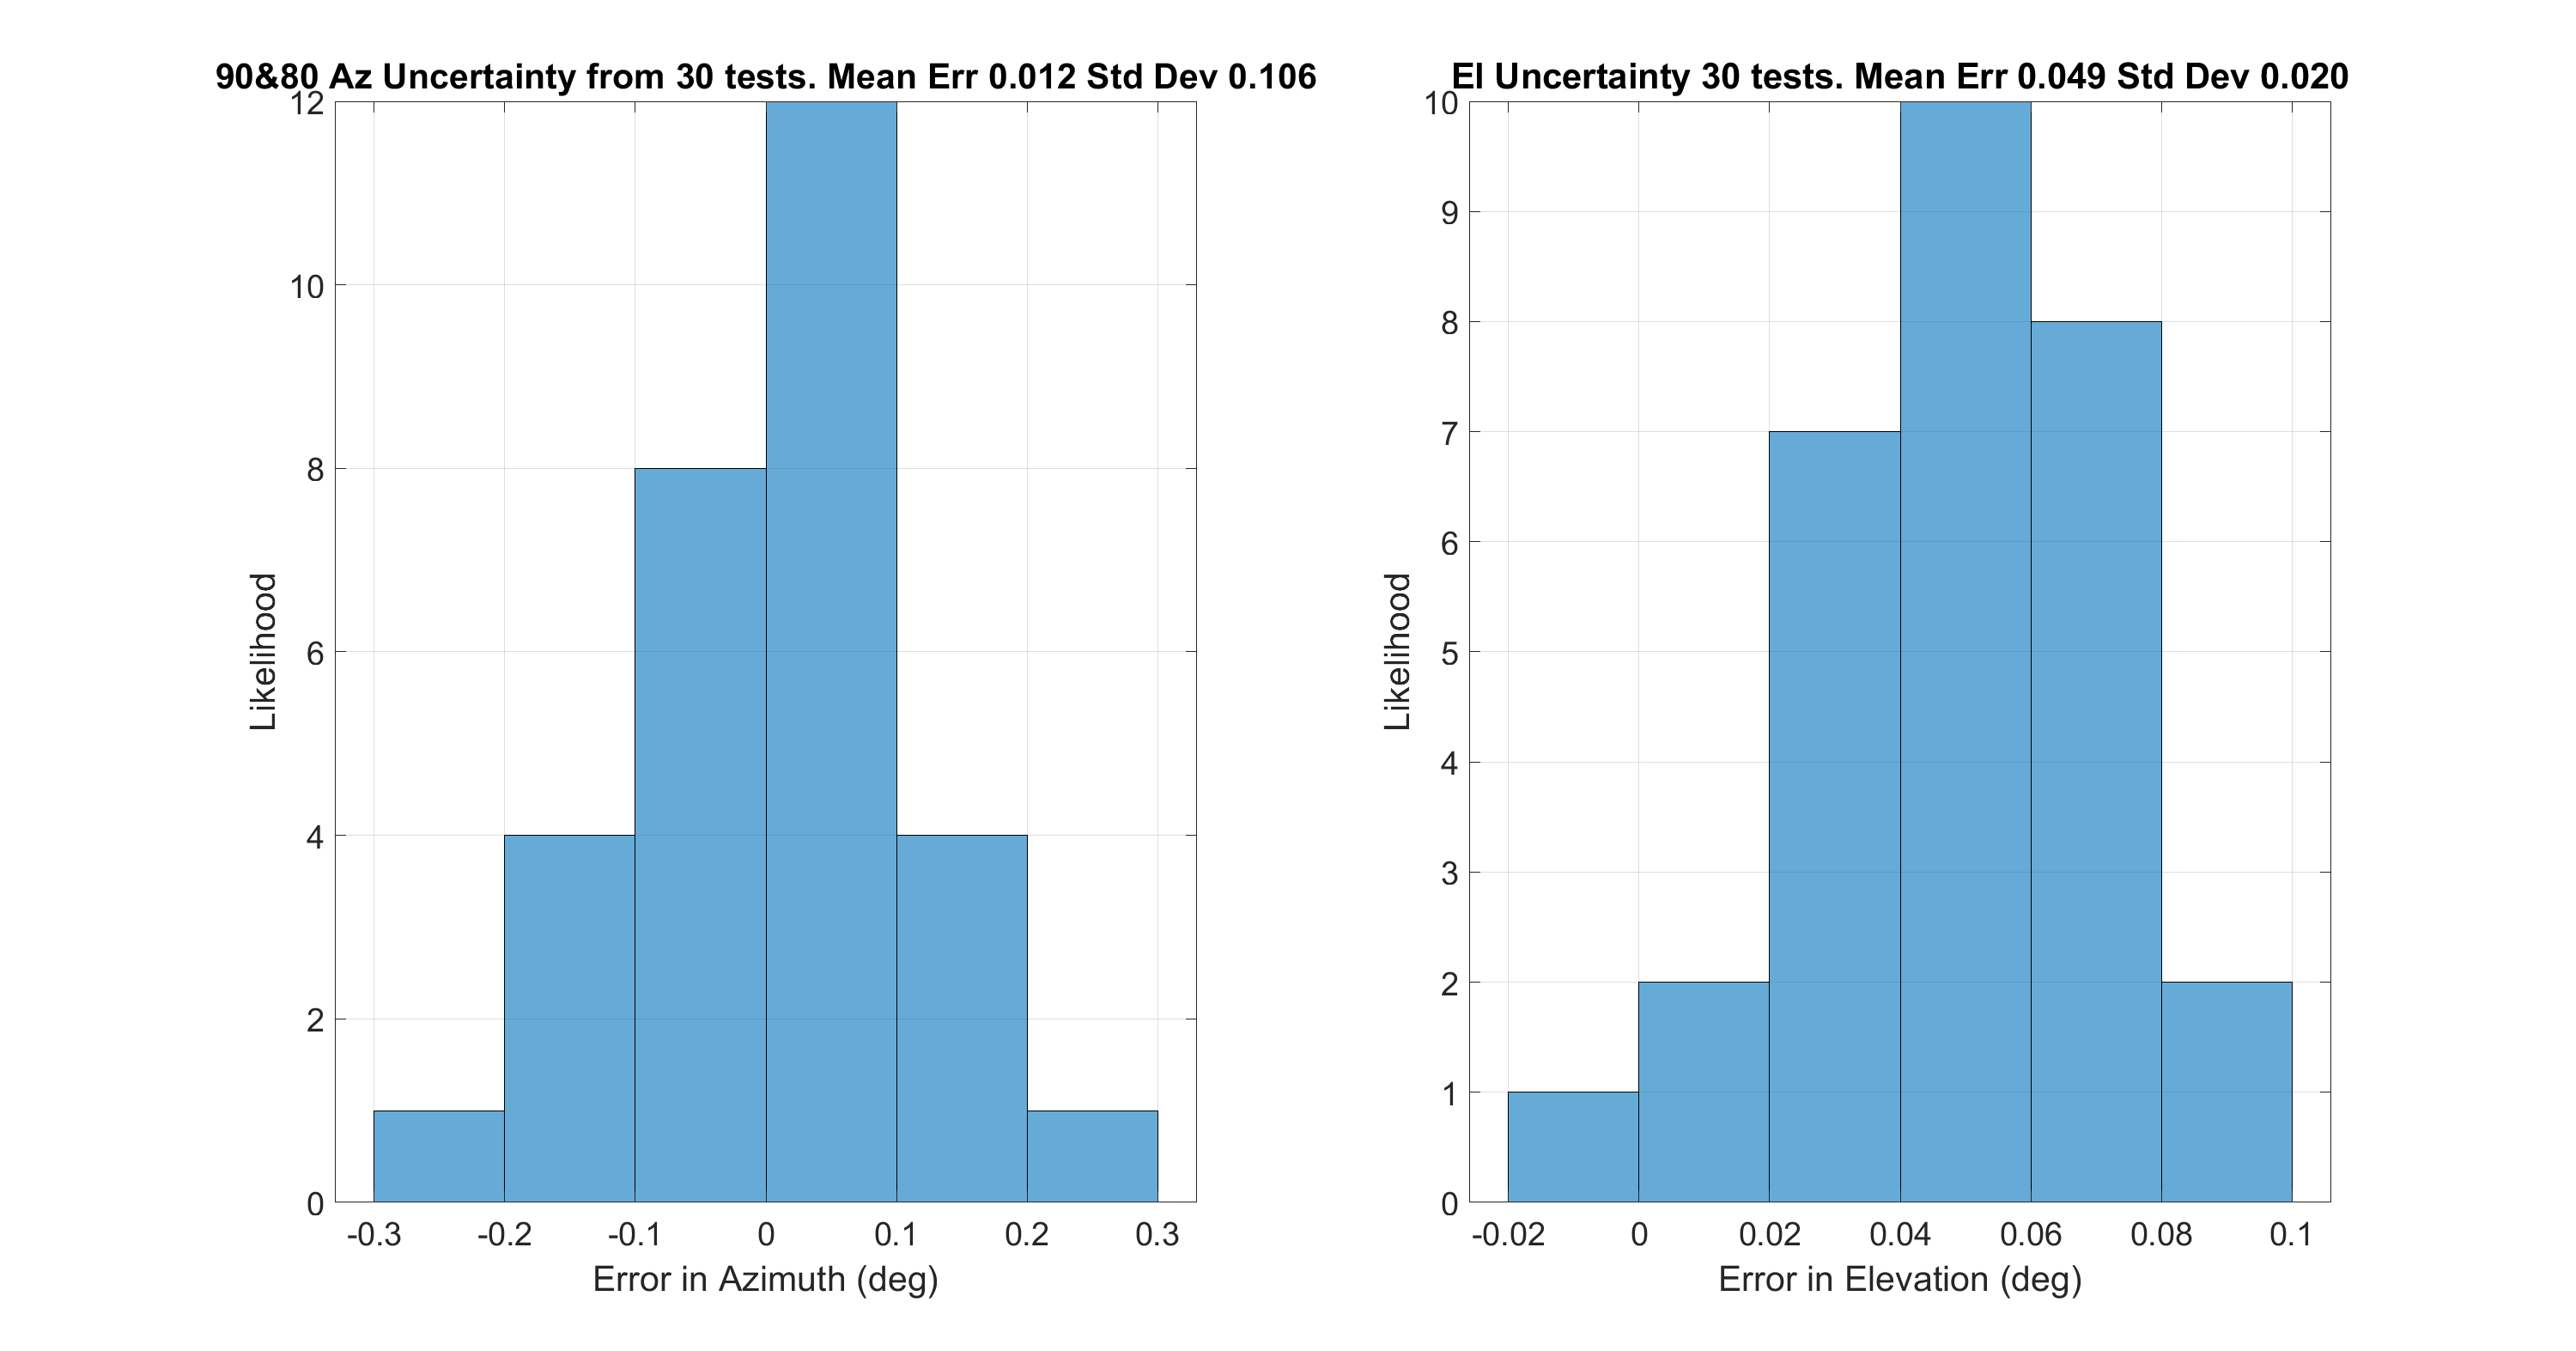 90&80 Az Uncertainty from 30 tests. Mean Err 0.012 Std Dev 0.106
12
10
8
6
4
2
0
Likelihood
-0.3 -0.2 -0.1 0 0.1 0.2 0.3
Error in Azimuth (deg)
El Uncertainty 30 tests. Mean Err 0.049 Std Dev 0.020
10
9
8
7
6
5
4
3
2
1
0
Likelihood
-0.02 0 0.02 0.04 0.06 0.08 0.1
Error in Elevation (deg)